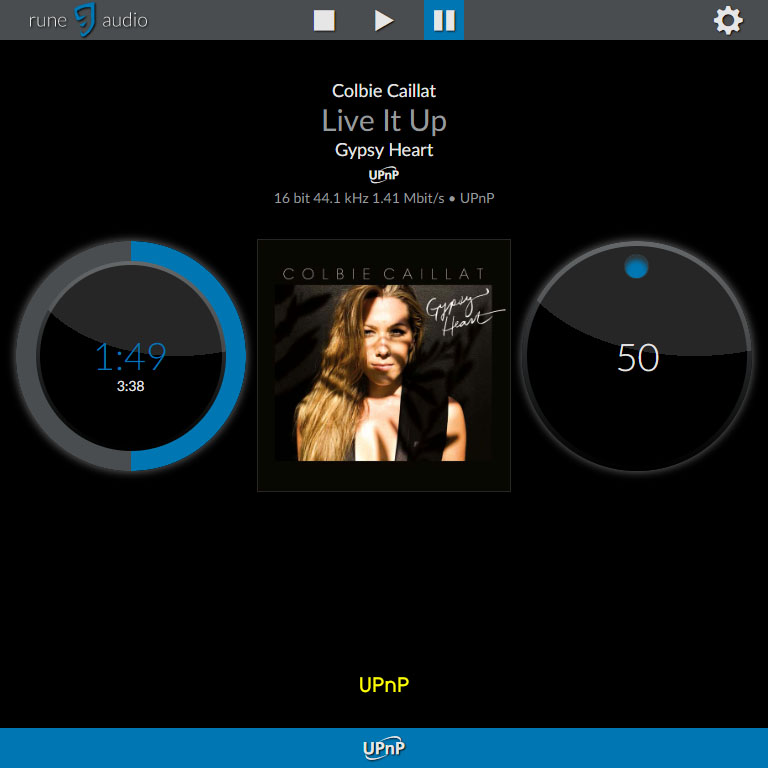 rune audio
Colbie Caillat
Live It Up
Gypsy Heart
UPnP
16 bit 44.1 kHz 1.41 Mbit/s • UPnP
1:49
3:38
COLBIE CAILLAT
Gypsy
Heart
50
UPnP
UPnP